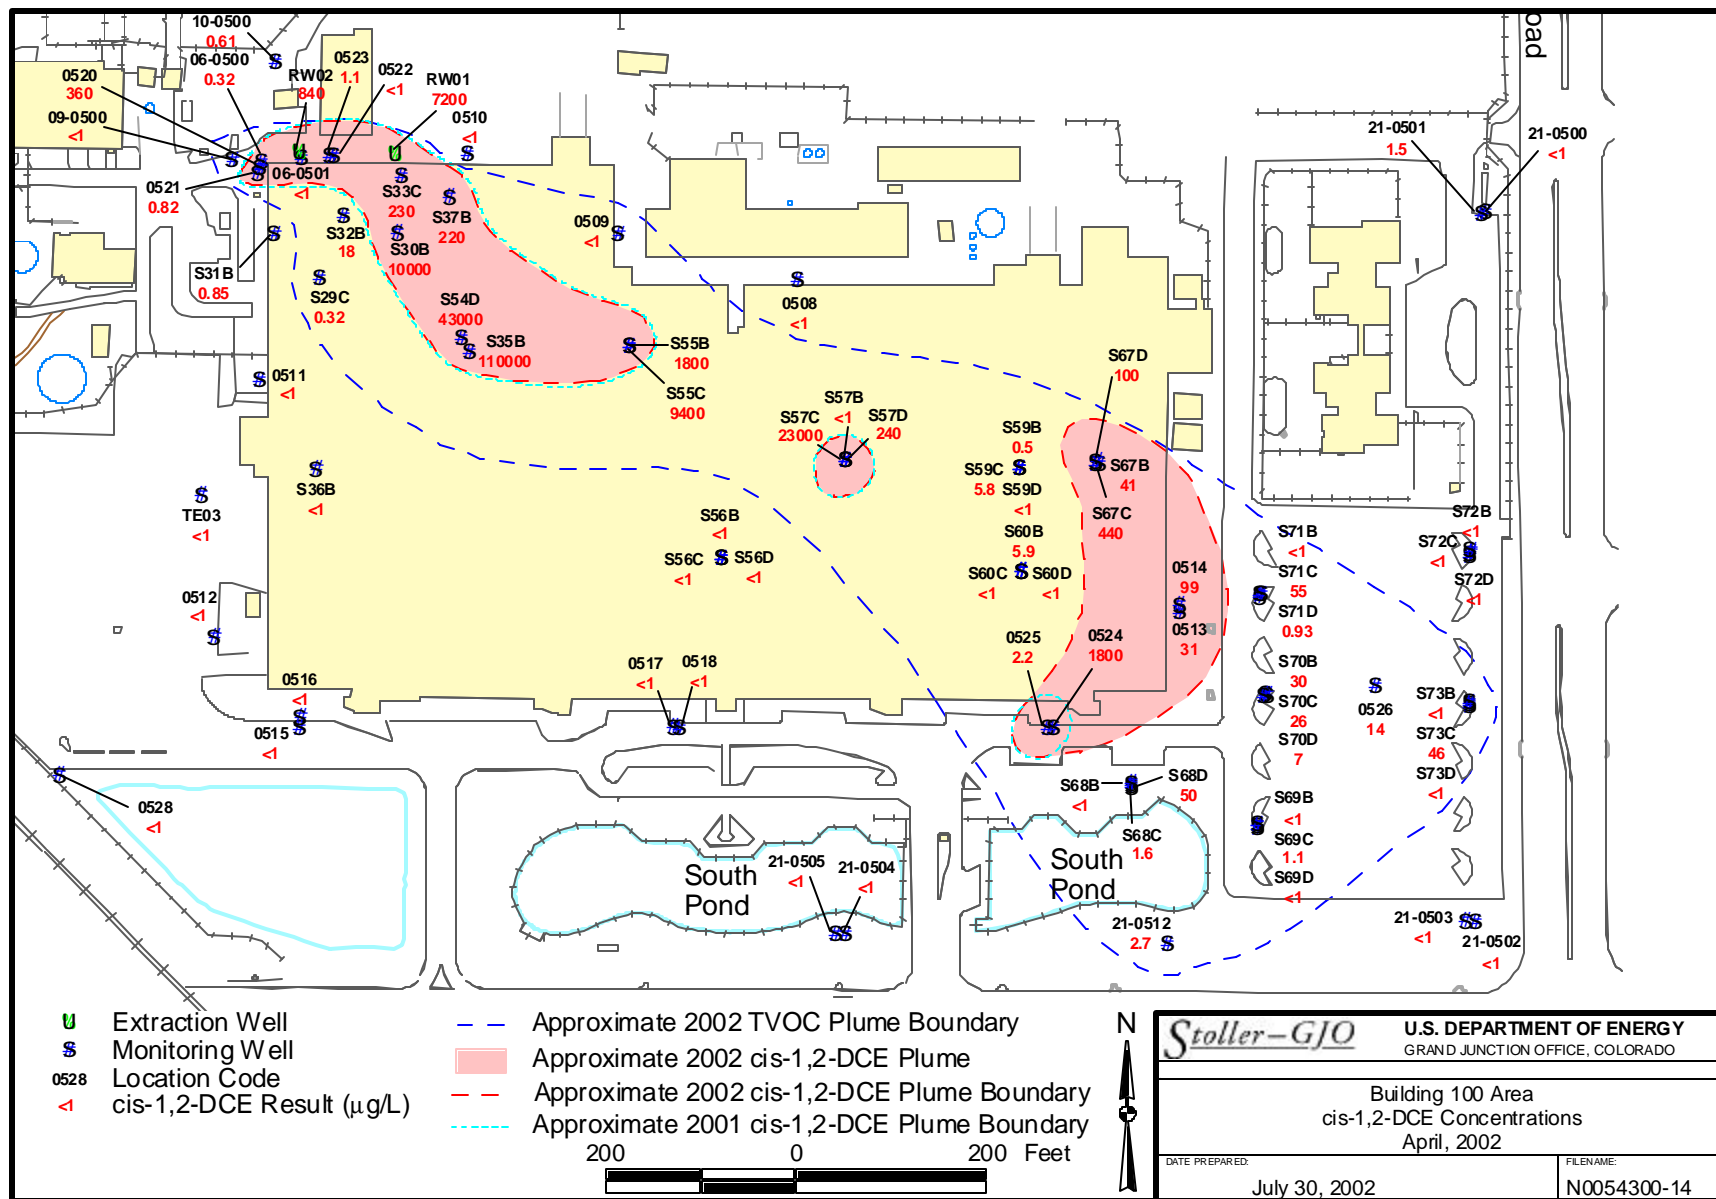 10-0500
0.61
06-0500
0.32
0520
360
09-0500
<1
RW02
840
0523
1.1
0522
<1
RW01
7200
0510
<1
oad
21-0501
1.5
21-0500
<1
0521
0.82
06-0501
<1
S33C
230
S37B
220
S32B
18
S30B
10000
0509
<1
S31B
0.85
S29C
0.32
S54D
43000
S35B
110000
0508
<1
S55B
1800
S55C
9400
S67D
100
0511
<1
S57B
<1
S57C
23000
S57D
240
S59B
0.5
S59C
5.8
S59D
<1
S67B
41
S67C
440
S36B
<1
TE03
<1
S56B
<1
S56C
<1
S56D
<1
S60B
5.9
S60C
<1
S60D
<1
S71B
<1
S71C
55
S71D
0.93
S72B
<1
S72C
<1
S72D
<1
0514
99
0513
31
0512
<1
0525
2.2
0524
1800
0517
<1
0518
<1
0516
<1
0515
<1
S70B
30
S70C
26
S70D
7
0526
14
S73B
<1
S73C
46
S73D
<1
0528
<1
S68B
<1
S68D
50
S68C
1.6
S69B
<1
S69C
1.1
S69D
<1
South
Pond
21-0505
<1
21-0504
<1
South
Pond
21-0512
2.7
21-0503
<1
21-0502
<1
Extraction Well
Monitoring Well
0528 Location Code
<1 cis-1,2-DCE Result (µg/L)
Approximate 2002 TVOC Plume Boundary
Approximate 2002 cis-1,2-DCE Plume
Approximate 2002 cis-1,2-DCE Plume Boundary
Approximate 2001 cis-1,2-DCE Plume Boundary
200 0 200 Feet
N
Stoller-GJO
U.S. DEPARTMENT OF ENERGY
GRAND JUNCTION OFFICE, COLORADO
Building 100 Area
cis-1,2-DCE Concentrations
April, 2002
DATE PREPARED:
July 30, 2002
FILENAME:
N0054300-14